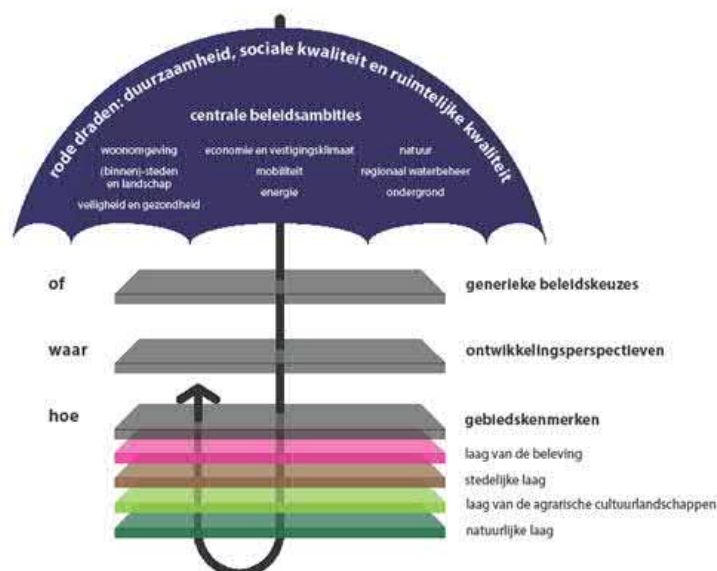 rode draden: duurzaamheid, sociale kwaliteit en ruimtelijke kwaliteit
centrale beleidsambities
woonomgeving
(binnen)-steden
en landschap
veiligheid en gezondheid
economie en vestigingsklimaat
mobiliteit
energie
natuur
regionaal waterbeheer
ondergrond
of
generieke beleidskeuzes
waar
ontwikkelingsperspectieven
hoe
gebiedskenmerken
laag van de beleving
stedelijke laag
laag van de agrarische cultuurlandschappen
natuurlijke laag